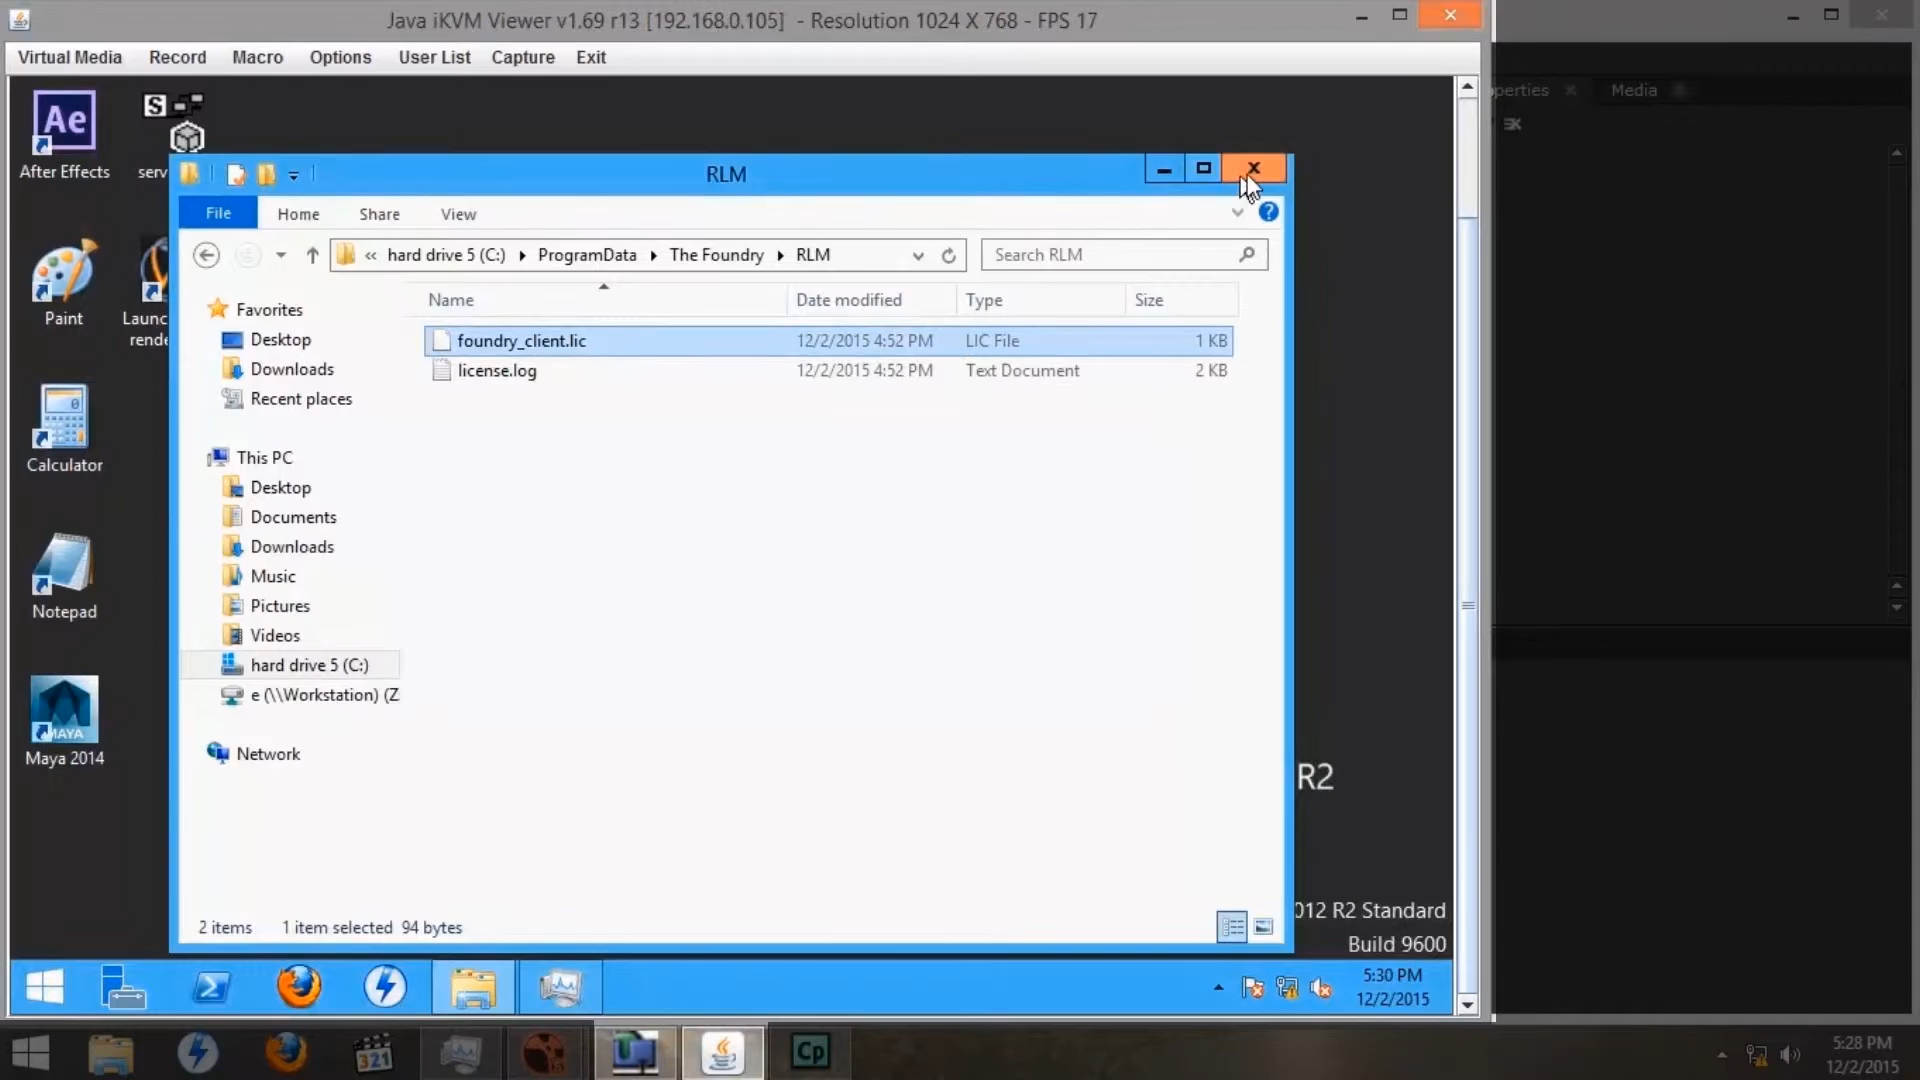 Java iKVM Viewer v1.69 r13 [192.168.0.105]  - Resolution 1024 X 768 - FPS 17
Virtual Media Record Macro Options User List Capture Exit
perties Media
Ae
S
After Effects serv
RLM
File Home Share View
« hard drive 5 (C:) ProgramData The Foundry RLM Search RLM
Name Date modified Type Size
foundry_client.lic 12/2/2015 4:52 PM LIC File 1 KB
license.log 12/2/2015 4:52 PM Text Document 2 KB
Favorites
Desktop
Downloads
Recent places
This PC
Desktop
Documents
Downloads
Music
Pictures
Videos
hard drive 5 (C:)
e (\\Workstation) (Z
Network
Paint
Launc
rende
Calculator
Notepad
MAYA
Maya 2014
R2
012 R2 Standard
Build 9600
2 items 1 item selected 94 bytes
5:30 PM
12/2/2015
321
Cp
5:28 PM
12/2/2015